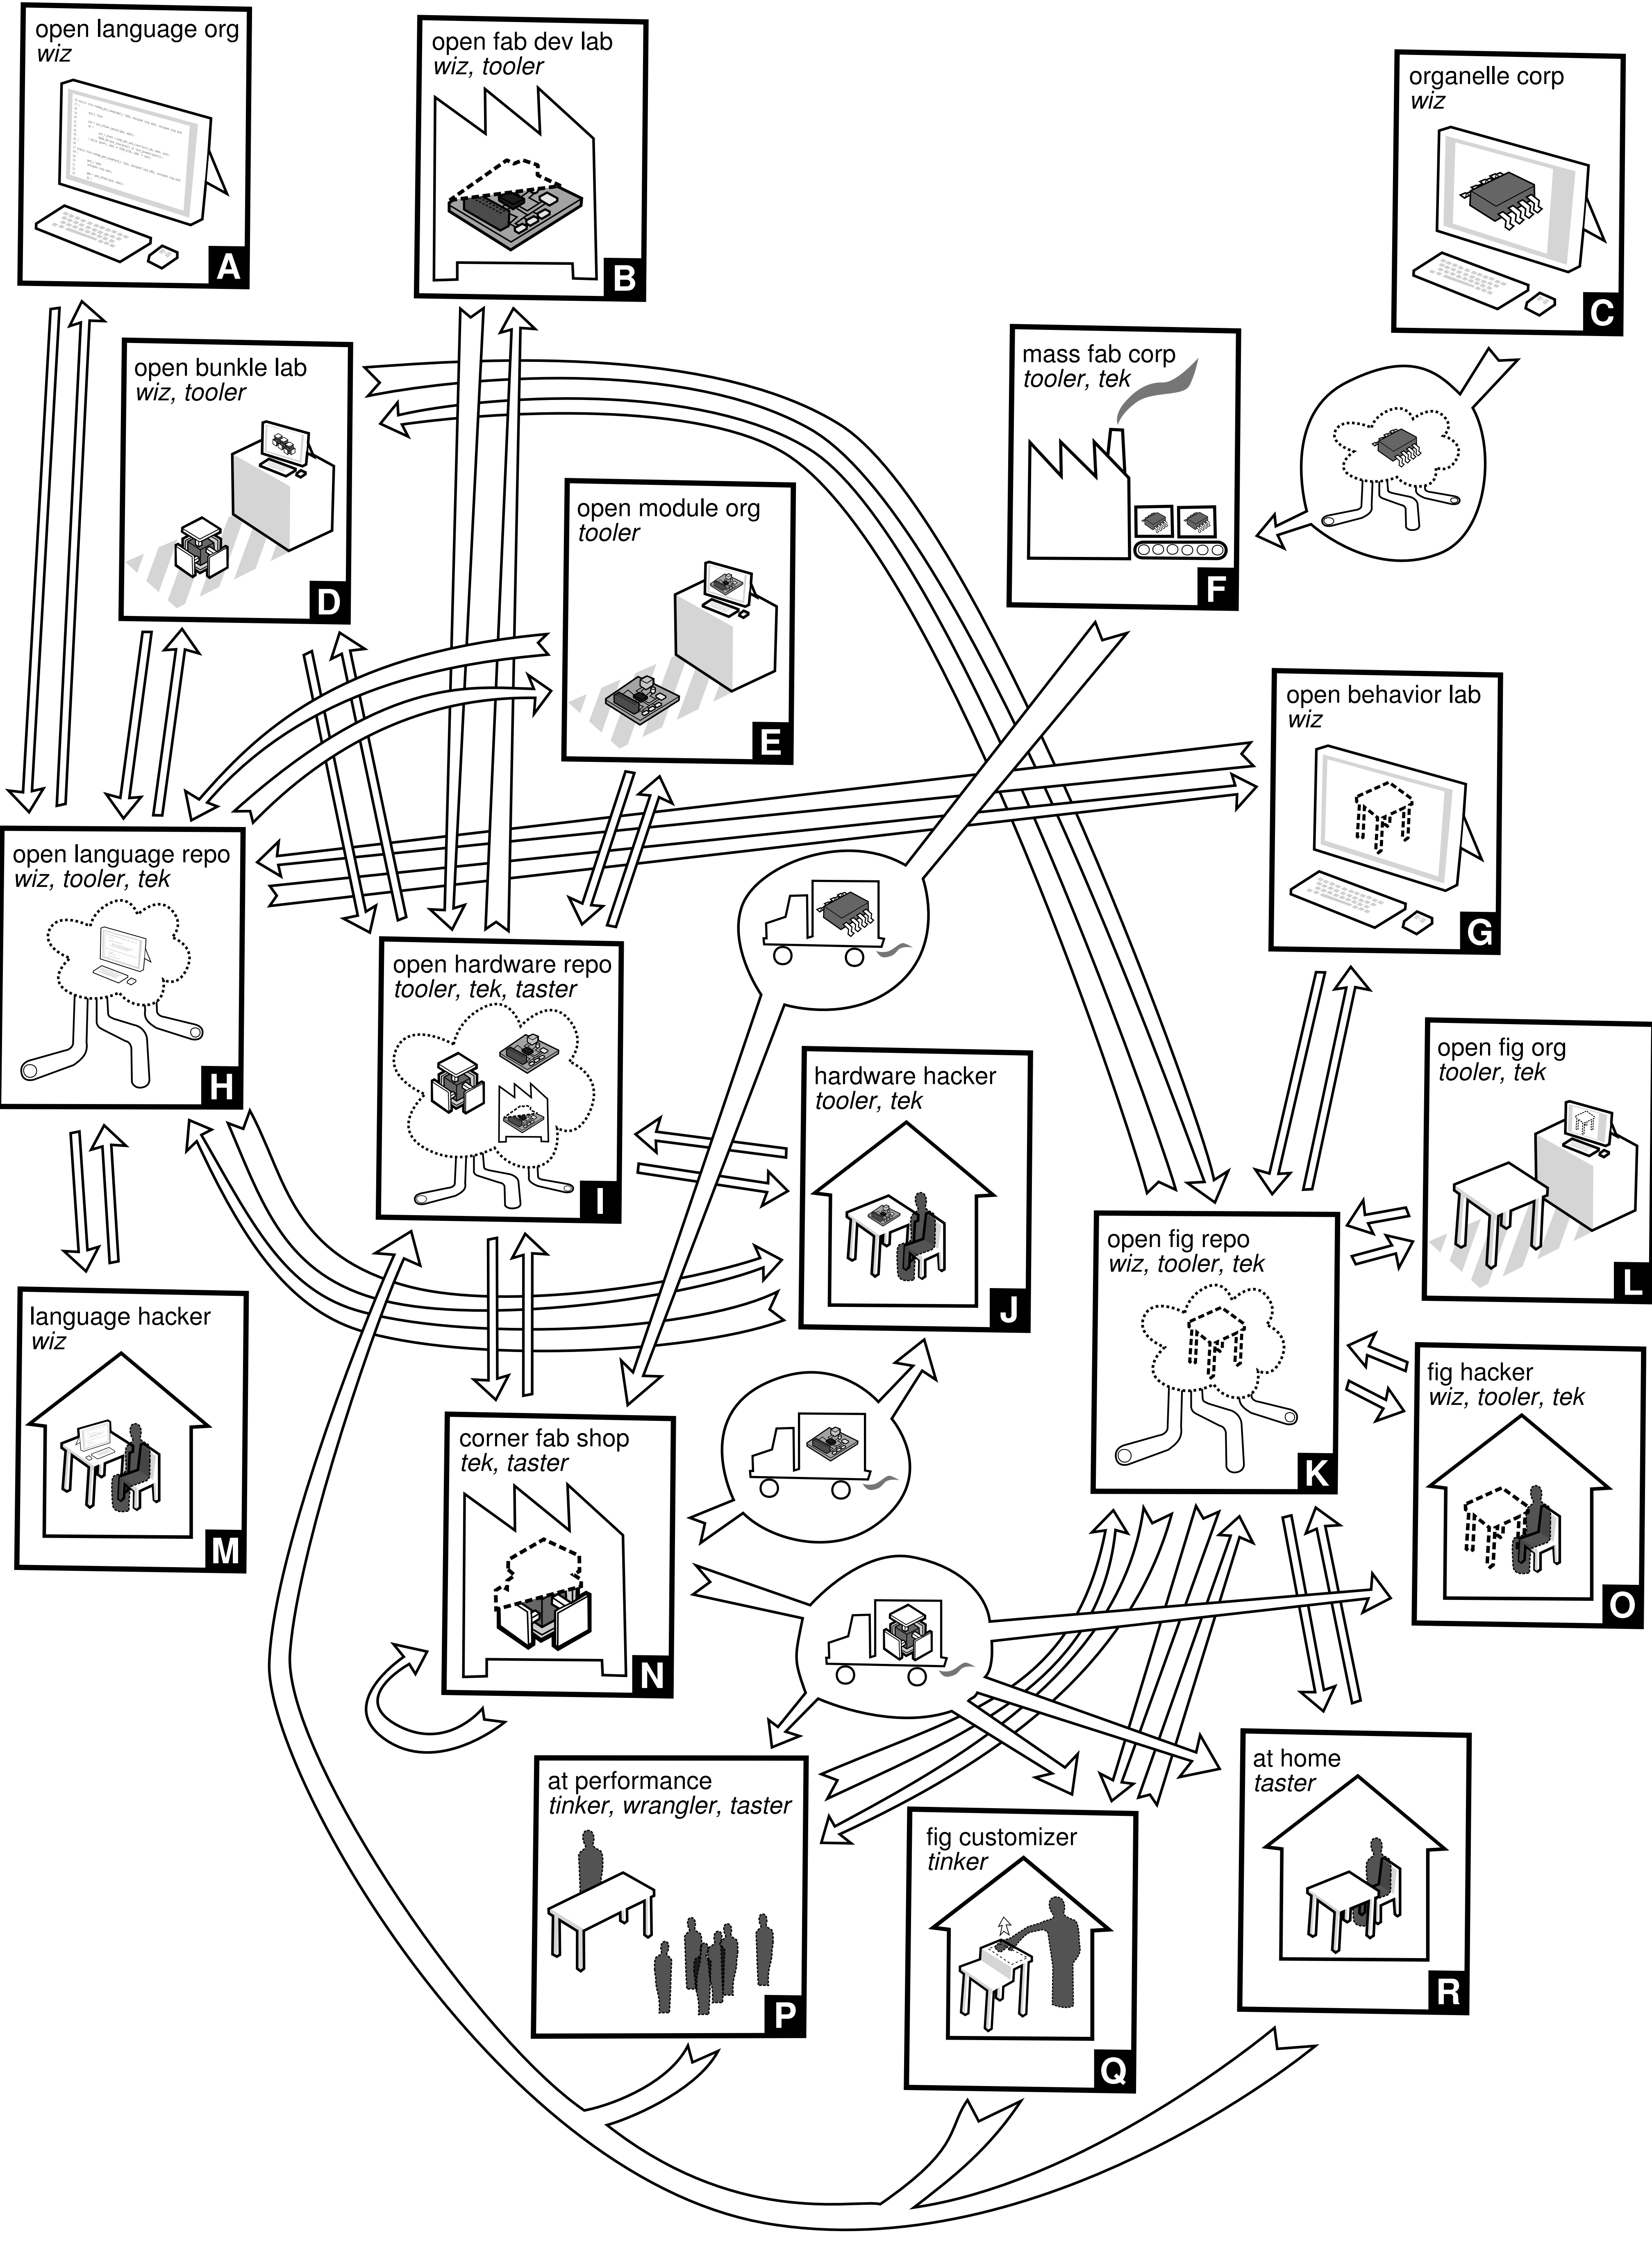 open language org
wiz
A
open fab dev lab
wiz, tooler
B
organelle corp
wiz
C
open bunkle lab
wiz, tooler
D
open module org
tooler
E
mass fab corp
tooler, tek
F
open behavior lab
wiz
G
open language repo
wiz, tooler, tek
H
open hardware repo
tooler, tek, taster
I
hardware hacker
tooler, tek
J
open fig repo
wiz, tooler, tek
K
open fig org
tooler, tek
L
language hacker
wiz
M
corner fab shop
tek, taster
N
fig hacker
wiz, tooler, tek
O
at performance
tinker, wrangler, taster
P
fig customizer
tinker
Q
at home
taster
R